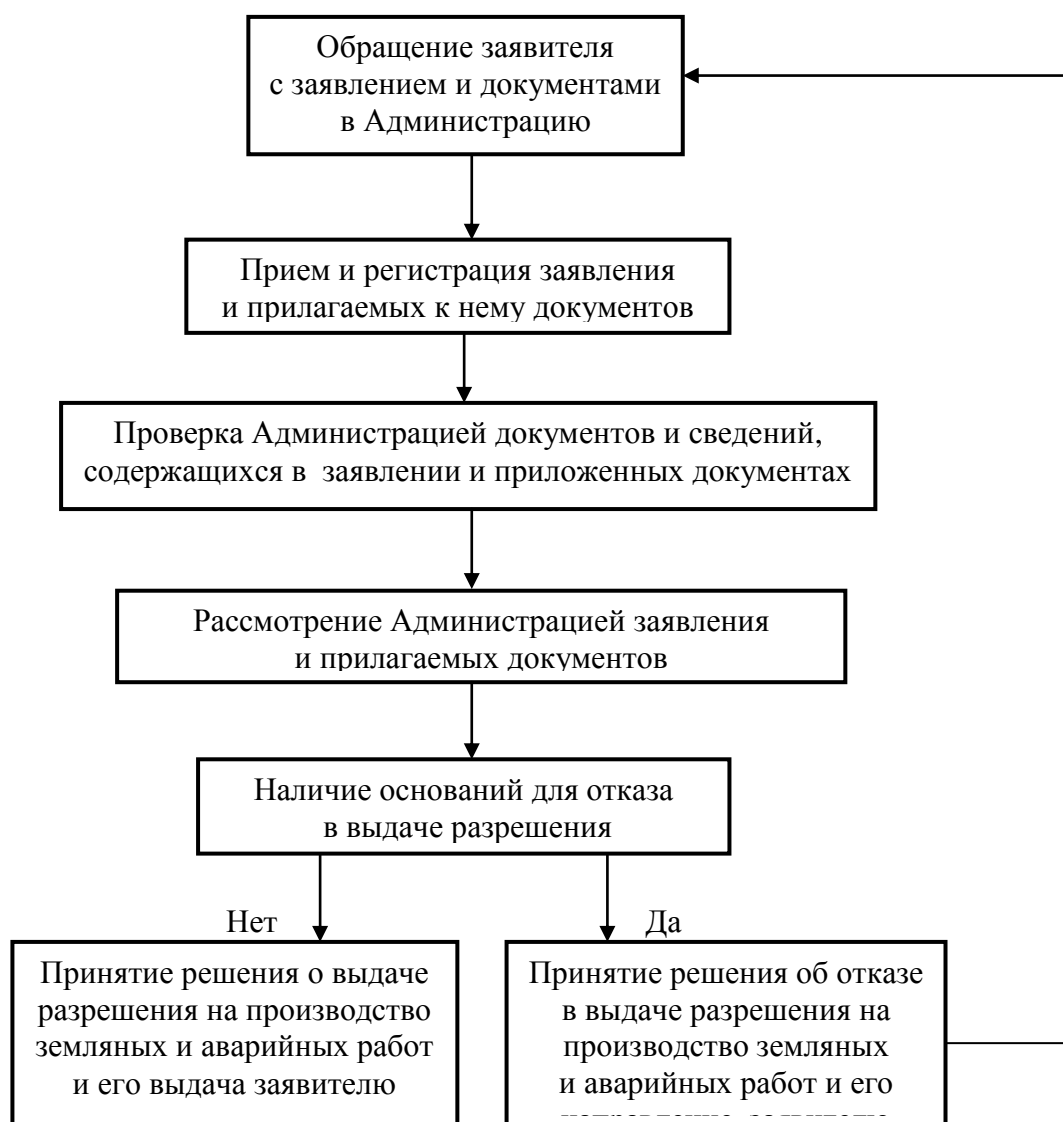 Обращение заявителя
с заявлением и документами
в Администрацию
Прием и регистрация заявления
и прилагаемых к нему документов
Проверка Администрацией документов и сведений,
содержащихся в заявлении и приложенных документах
Рассмотрение Администрацией заявления
и прилагаемых документов
Наличие оснований для отказа
в выдаче разрешения
Нет
Да
Принятие решения о выдаче
разрешения на производство
земляных и аварийных работ
и его выдача заявителю
Принятие решения об отказе
в выдаче разрешения на
производство земляных
и аварийных работ и его